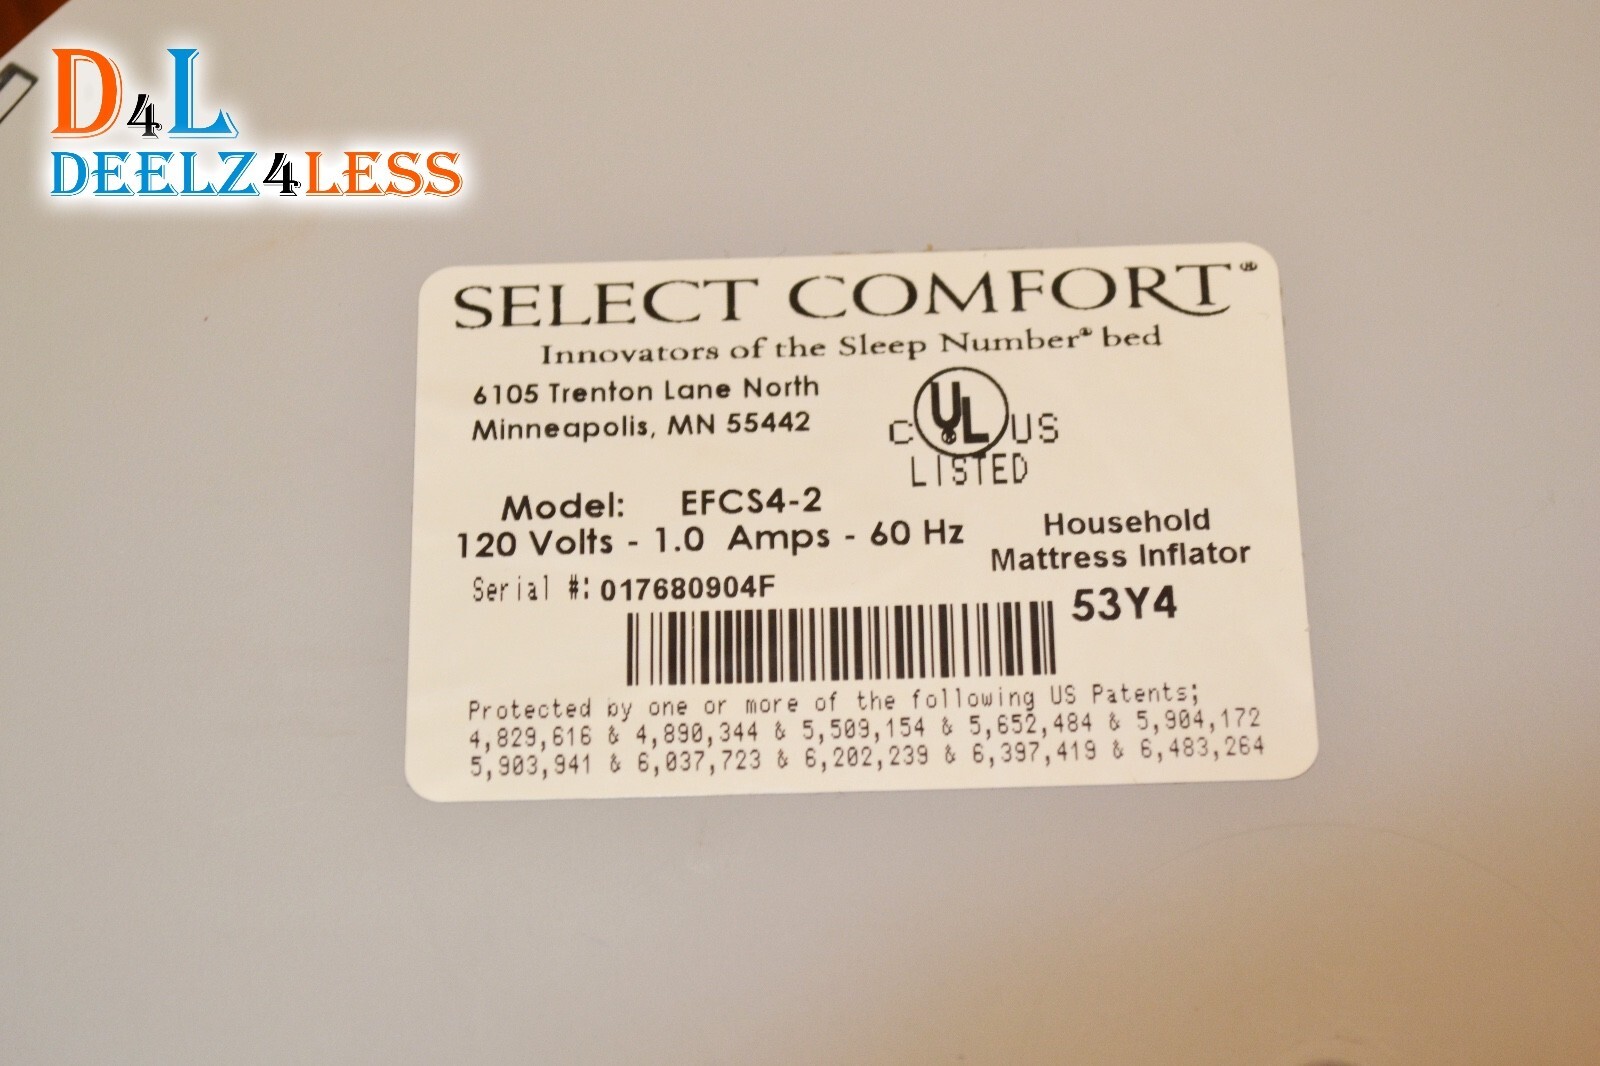 D4L
DEELZ4LESS
SELECT COMFORT®
Innovators of the Sleep Number® bed
6105 Trenton Lane North
Minneapolis, MN 55442
C UL® US
LISTED
Model: EFCS4-2
120 Volts - 1.0 Amps - 60 Hz
Household
Mattress Inflator
Serial #: 017680904F
53Y4
Protected by one or more of the following US Patents;
4,829,616 & 4,890,344 & 5,509,154 & 5,652,484 & 5,904,172
5,903,941 & 6,037,723 & 6,202,239 & 6,397,419 & 6,483,264